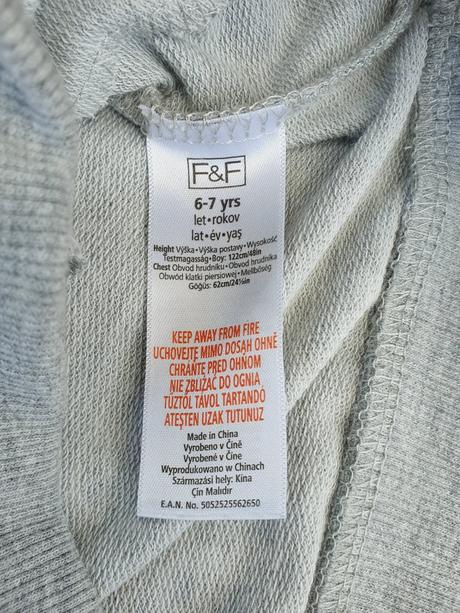 F&F
6-7 yrs
let•rokov
lat•év•yaş
Height Výška•Výška postavy•Wysokość
Testmagasság•Boy: 122cm/48in
Chest Obvod hrudníku•Obvod hrudníka
Obwód klatki piersiowej•Mellbőség
Göğüs: 62cm/24½in
KEEP AWAY FROM FIRE
UCHOVEJTE MIMO DOSAH OHNĚ
CHRÁŇTE PRED OHŇOM
NIE ZBLIŻAĆ DO OGNIA
TŰZTŐL TÁVOL TARTANDÓ
ATEŞTEN UZAK TUTUNUZ
Made in China
Vyrobeno v Číně
Vyrobené v Číne
Wyprodukowano w Chinach
Származási hely: Kína
Çin Malıdır
E.A.N. No. 5052525562650